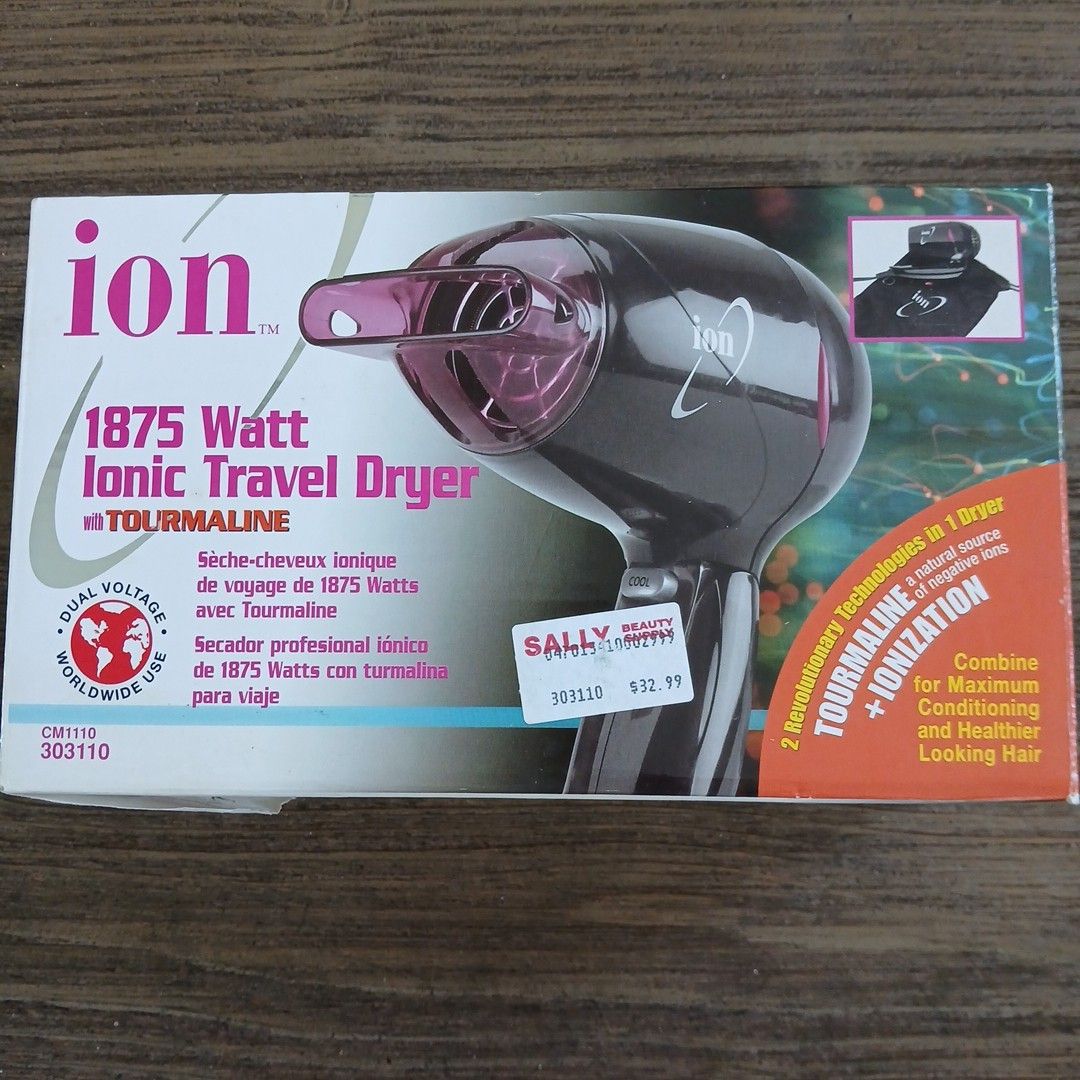 ion™
1875 Watt
Ionic Travel Dryer
with TOURMALINE
Sèche-cheveux ionique
de voyage de 1875 Watts
avec Tourmaline
Secador profesional iónico
de 1875 Watts con turmalina
para viaje
DUAL VOLTAGE
WORLDWIDE USE
CM1110
303110
ion
ion
ion
COOL
SALLY BEAUTY SUPPLY
303110 $32.99
2 Revolutionary Technologies in 1 Dryer
TOURMALINE a natural source
of negative ions
+ IONIZATION
Combine
for Maximum
Conditioning
and Healthier
Looking Hair